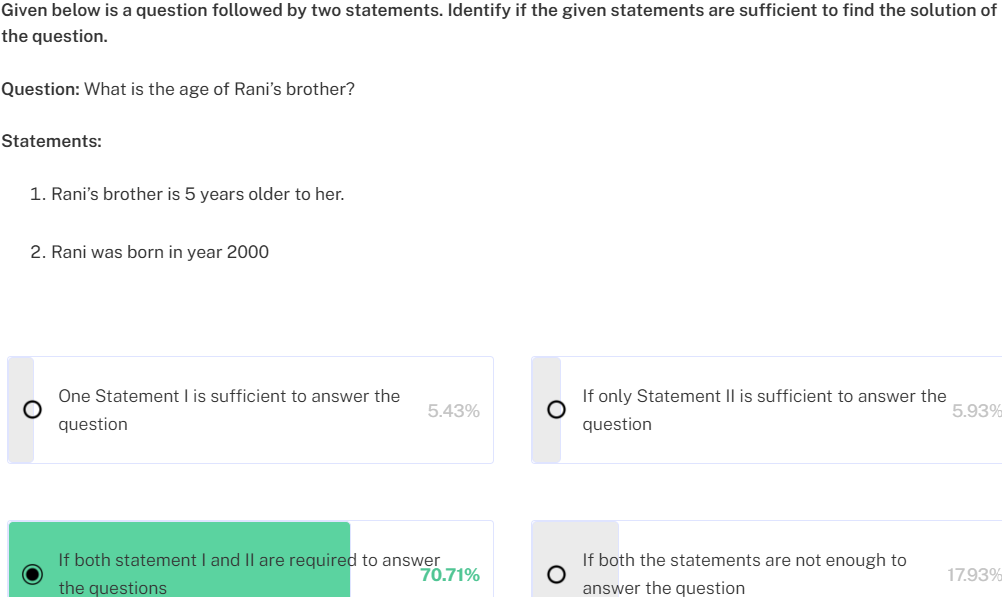 Given below is a question followed by two statements. Identify if the given statements are sufficient to find the solution of
the question.
Question: What is the age of Rani’s brother?
Statements:
1. Rani’s brother is 5 years older to her.
2. Rani was born in year 2000
One Statement I is sufficient to answer the
question
5.43%
If only Statement II is sufficient to answer the
question
5.93%
If both statement I and II are required to answer
the questions
70.71%
If both the statements are not enough to
answer the question
17.93%